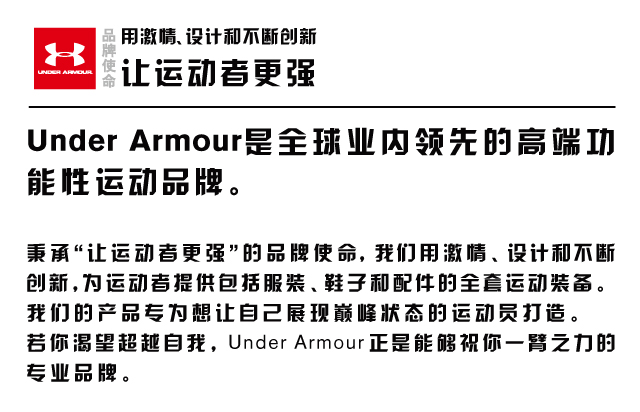 UNDER ARMOUR.
品牌使命
用激情、设计和不断创新
让运动者更强
Under Armour是全球业内领先的高端功
能性运动品牌。
秉承“让运动者更强”的品牌使命,我们用激情、设计和不断
创新,为运动者提供包括服装、鞋子和配件的全套运动装备。
我们的产品专为想让自己展现巅峰状态的运动员打造。
若你渴望超越自我, Under Armour 正是能够祝你一臂之力的
专业品牌。